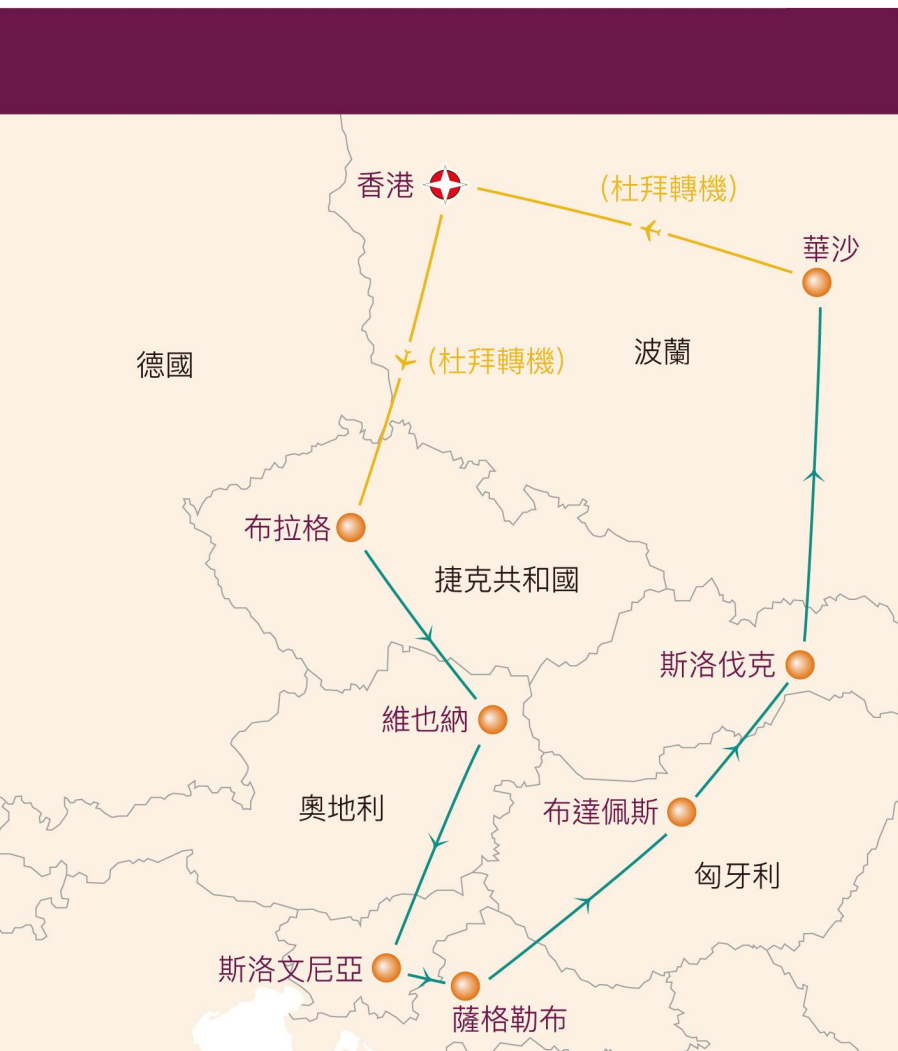 香港
(杜拜轉機)
華沙
德國
(杜拜轉機)
波蘭
布拉格
捷克共和國
斯洛伐克
維也納
奧地利
布達佩斯
匈牙利
斯洛文尼亞
薩格勒布